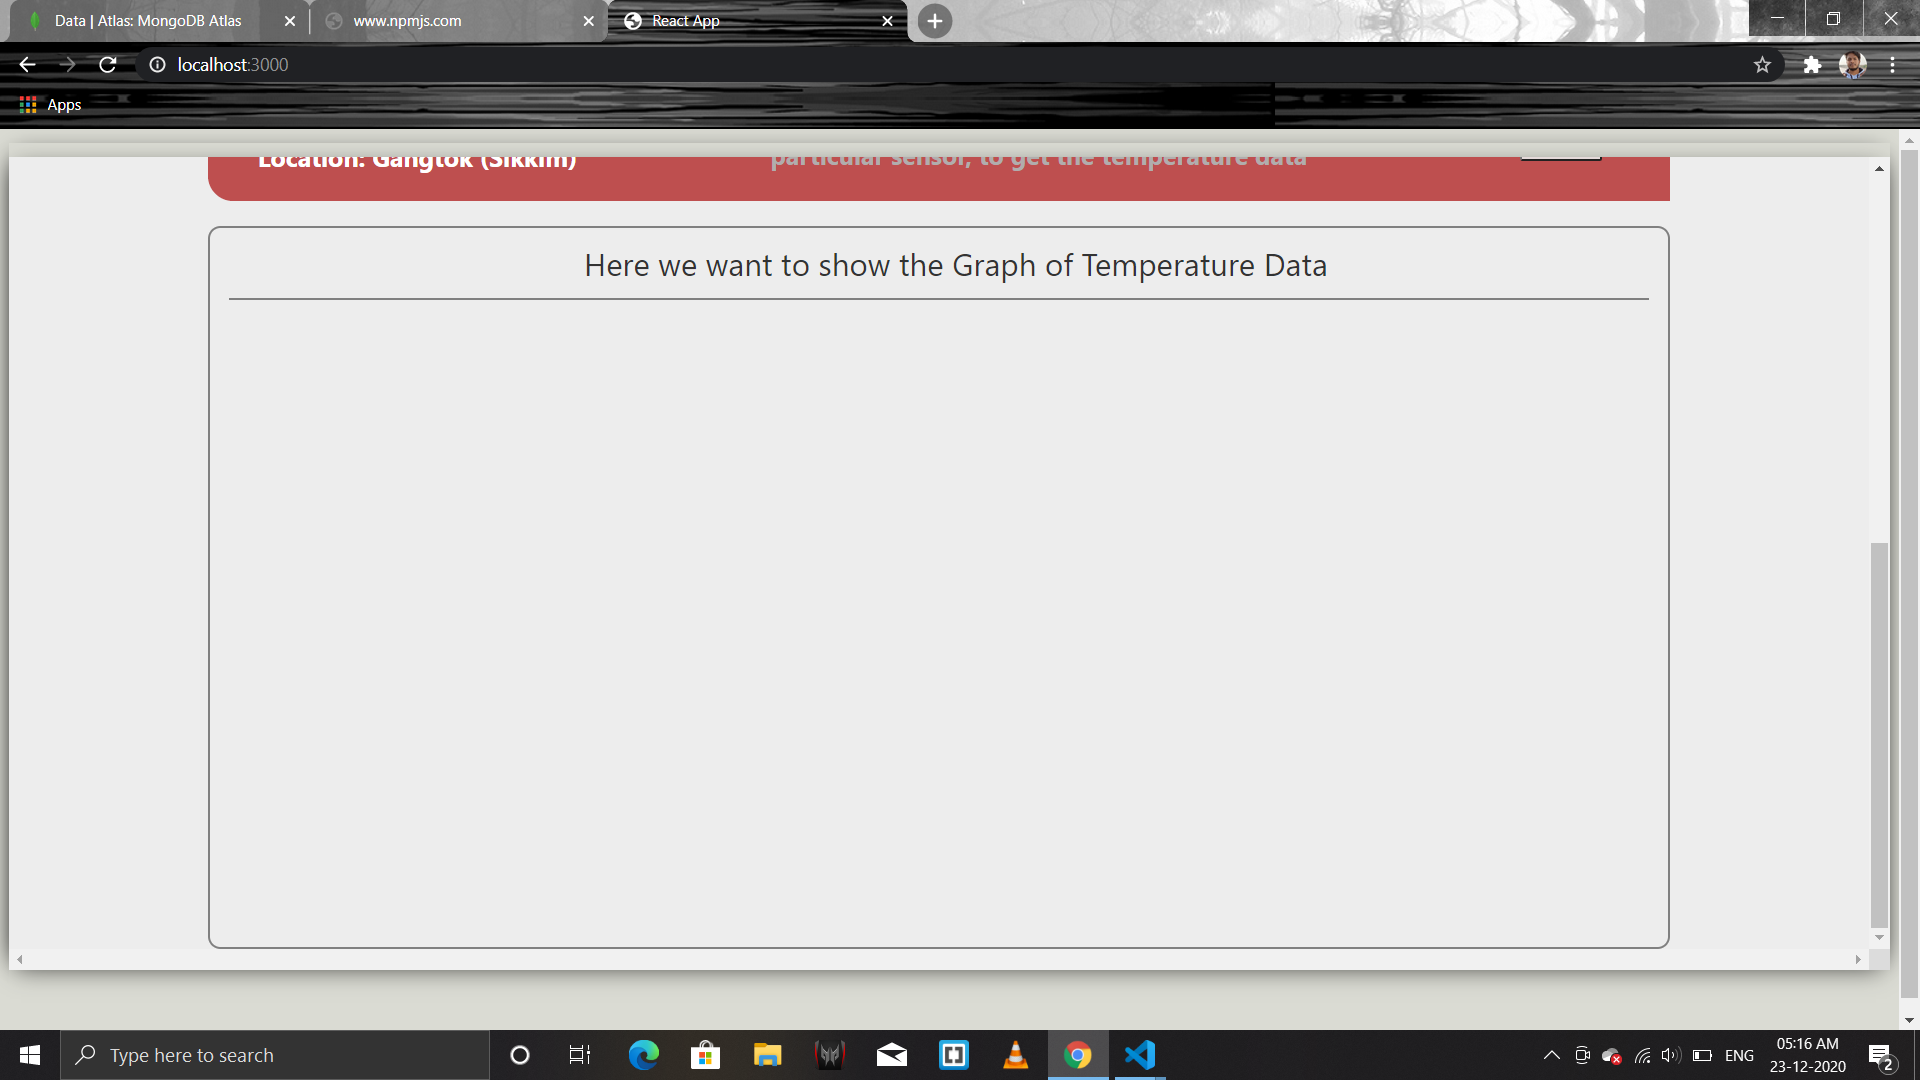 Data | Atlas: MongoDB Atlas
www.npmjs.com
React App
localhost:3000
Apps
Location: Gangtok (Sikkim)
particular sensor, to get the temperature data
Here we want to show the Graph of Temperature Data
Type here to search
ENG
05:16 AM
23-12-2020
2